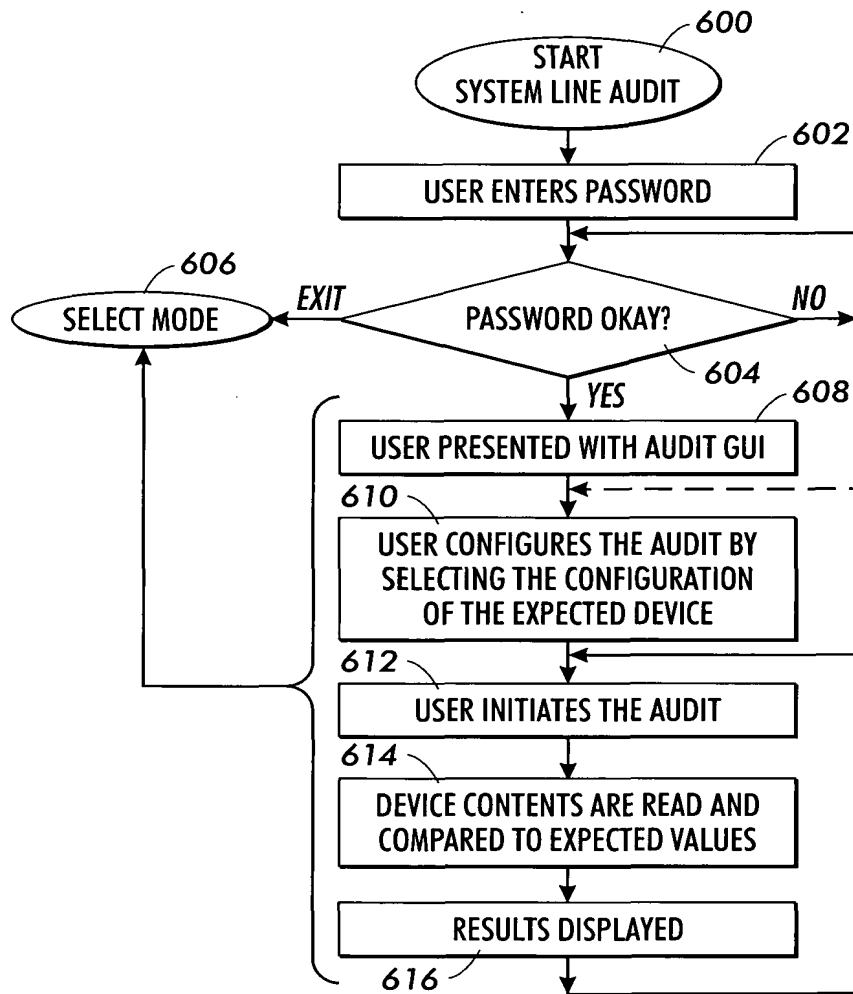 600
START
SYSTEM LINE AUDIT
602
USER ENTERS PASSWORD
606
SELECT MODE
EXIT
PASSWORD OKAY?
NO
604
YES
608
USER PRESENTED WITH AUDIT GUI
610
USER CONFIGURES THE AUDIT BY
SELECTING THE CONFIGURATION
OF THE EXPECTED DEVICE
612
USER INITIATES THE AUDIT
614
DEVICE CONTENTS ARE READ AND
COMPARED TO EXPECTED VALUES
RESULTS DISPLAYED
616